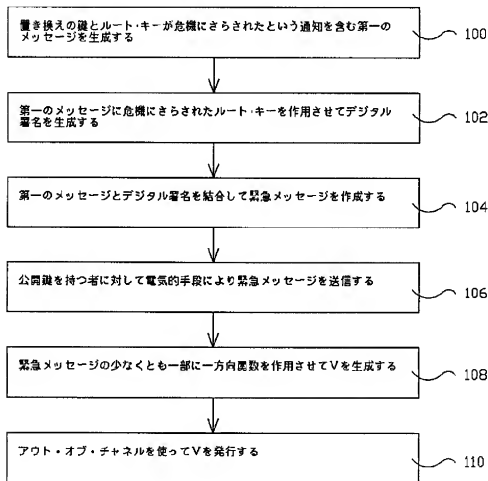 置き換えの鍵とルート・キーが危機にさらされたという通知を含む第一の
メッセージを生成する
100
第一のメッセージに危機にさらされたルート・キーを作用させてデジタル
署名を生成する
102
第一のメッセージとデジタル署名を結合して緊急メッセージを作成する
104
公開鍵を持つ者に対して電気的手段により緊急メッセージを送信する
106
緊急メッセージの少なくとも一部に一方向関数を作用させてVを生成する
108
アウト・オブ・チャネルを使ってVを発行する
110